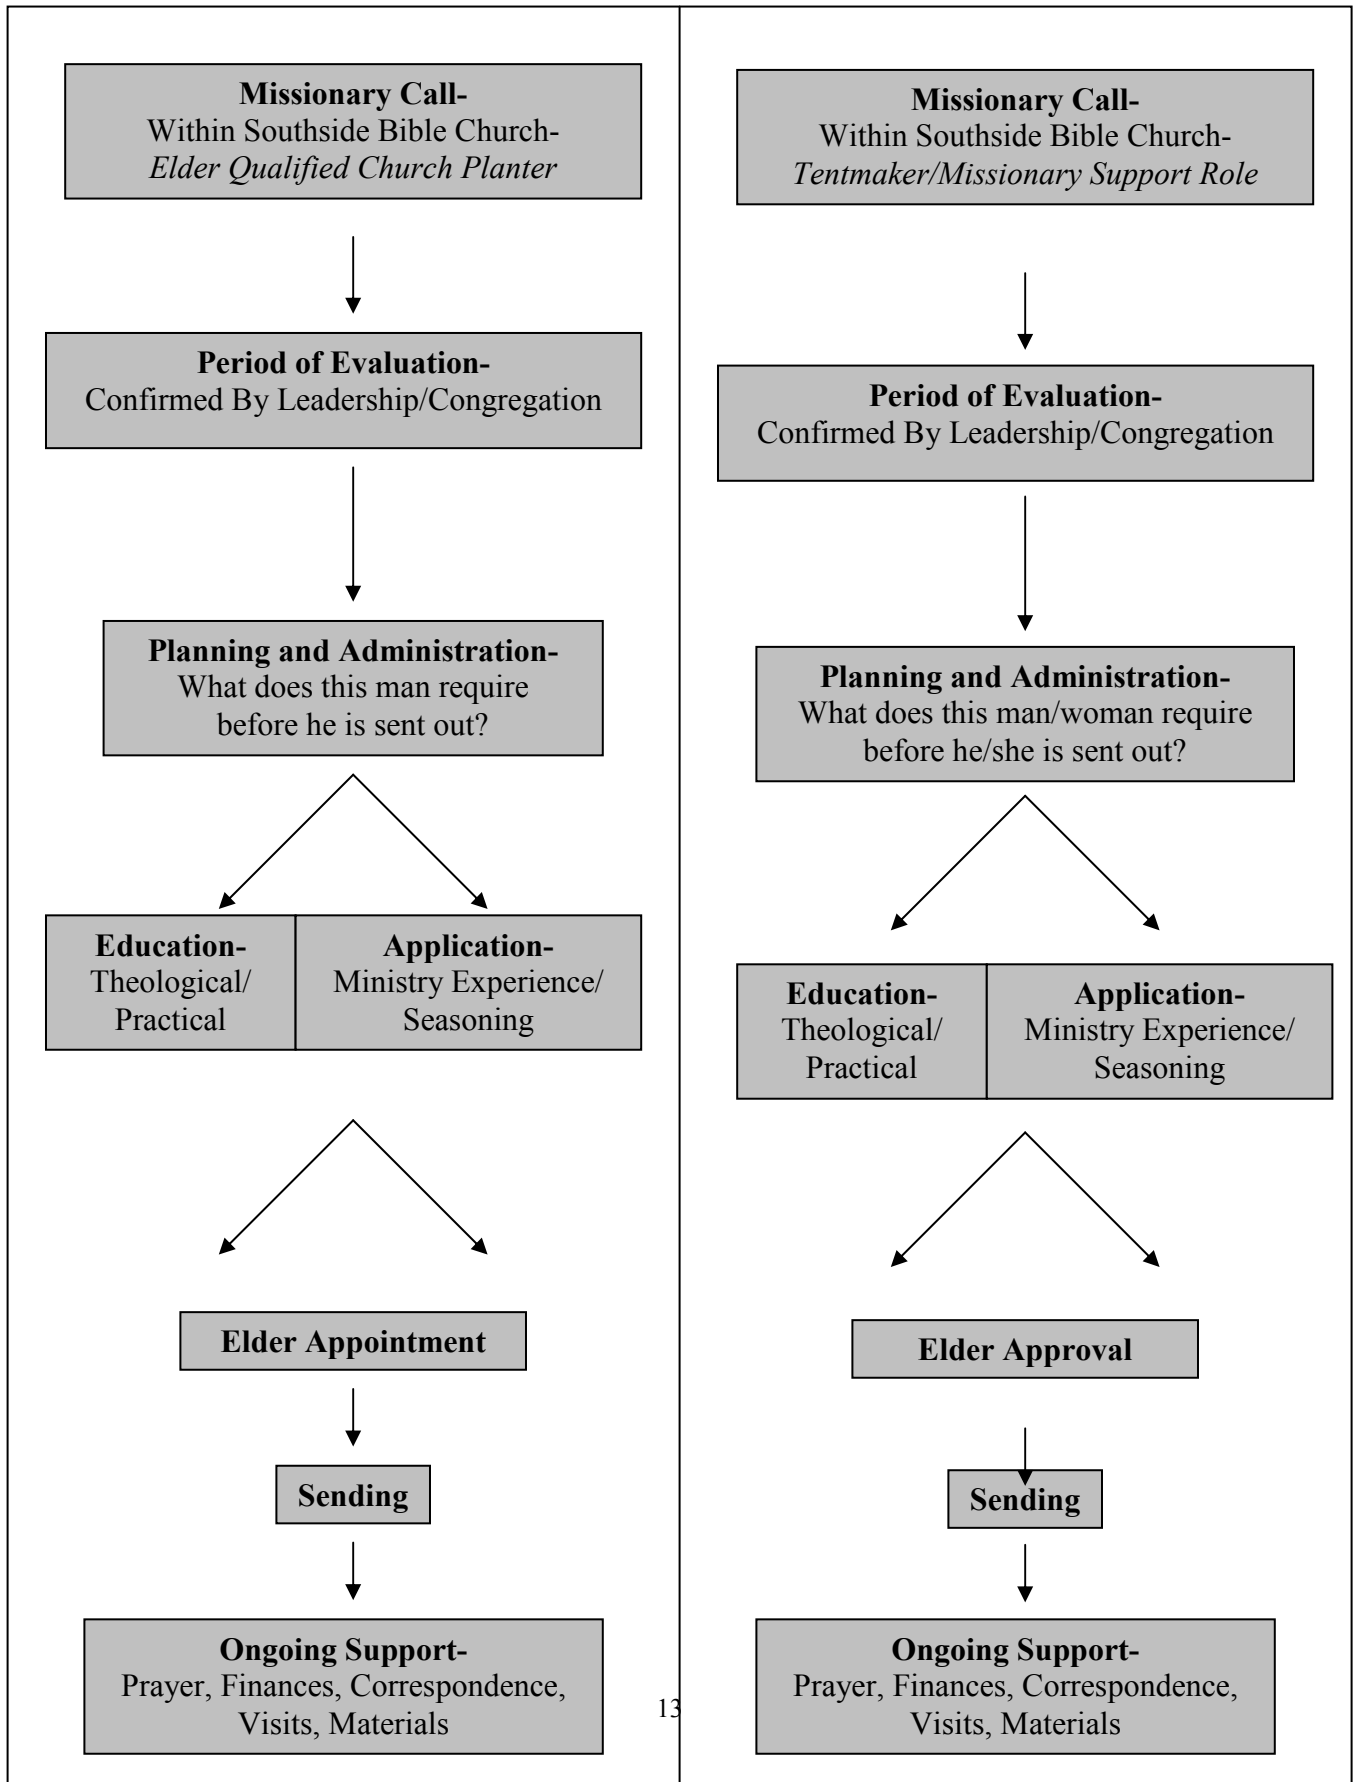 Missionary Call-
Within Southside Bible Church-
Elder Qualified Church Planter
Period of Evaluation-
Confirmed By Leadership/Congregation
Planning and Administration-
What does this man require
before he is sent out?
Education-
Theological/
Practical
Application-
Ministry Experience/
Seasoning
Elder Appointment
Sending
Ongoing Support-
Prayer, Finances, Correspondence,
Visits, Materials
Missionary Call-
Within Southside Bible Church-
Tentmaker/Missionary Support Role
Period of Evaluation-
Confirmed By Leadership/Congregation
Planning and Administration-
What does this man/woman require
before he/she is sent out?
Education-
Theological/
Practical
Application-
Ministry Experience/
Seasoning
Elder Approval
Sending
Ongoing Support-
Prayer, Finances, Correspondence,
Visits, Materials
13